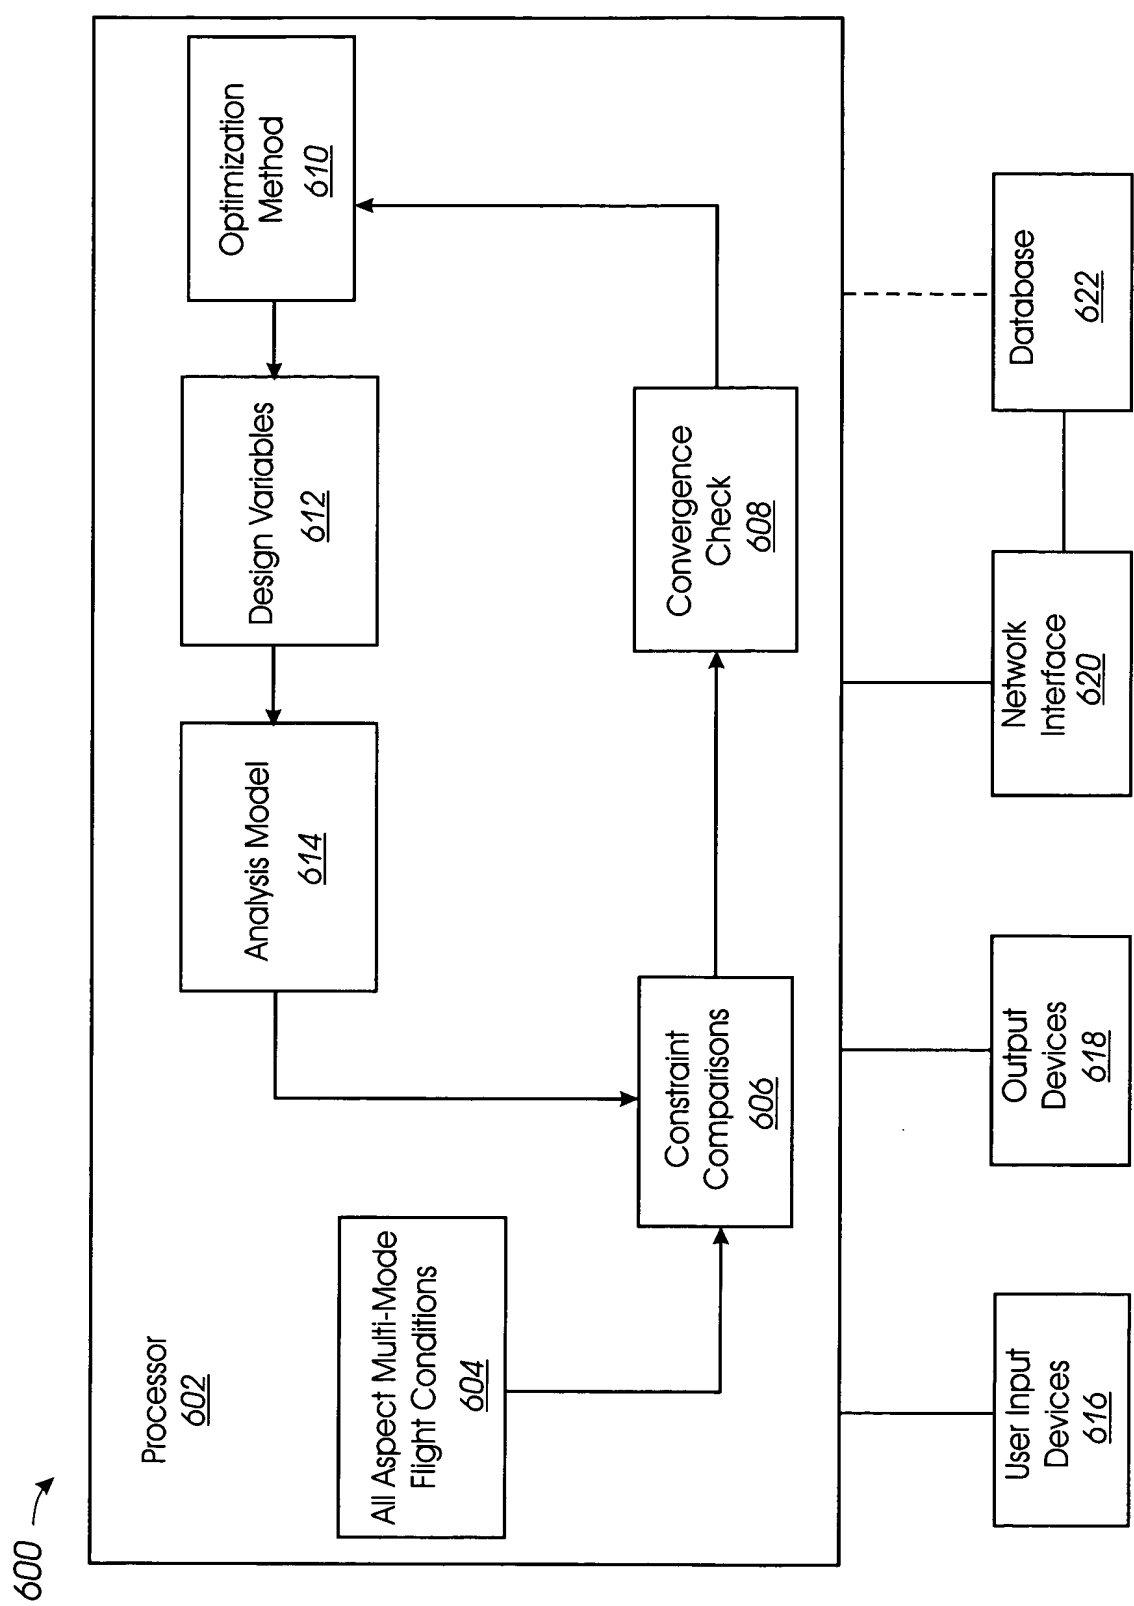 600
Processor
602
All Aspect Multi-Mode
Flight Conditions
604
Analysis Model
614
Design Variables
612
Optimization
Method
610
Constraint
Comparisons
606
Convergence
Check
608
User Input
Devices
616
Output
Devices
618
Network
Interface
620
Database
622